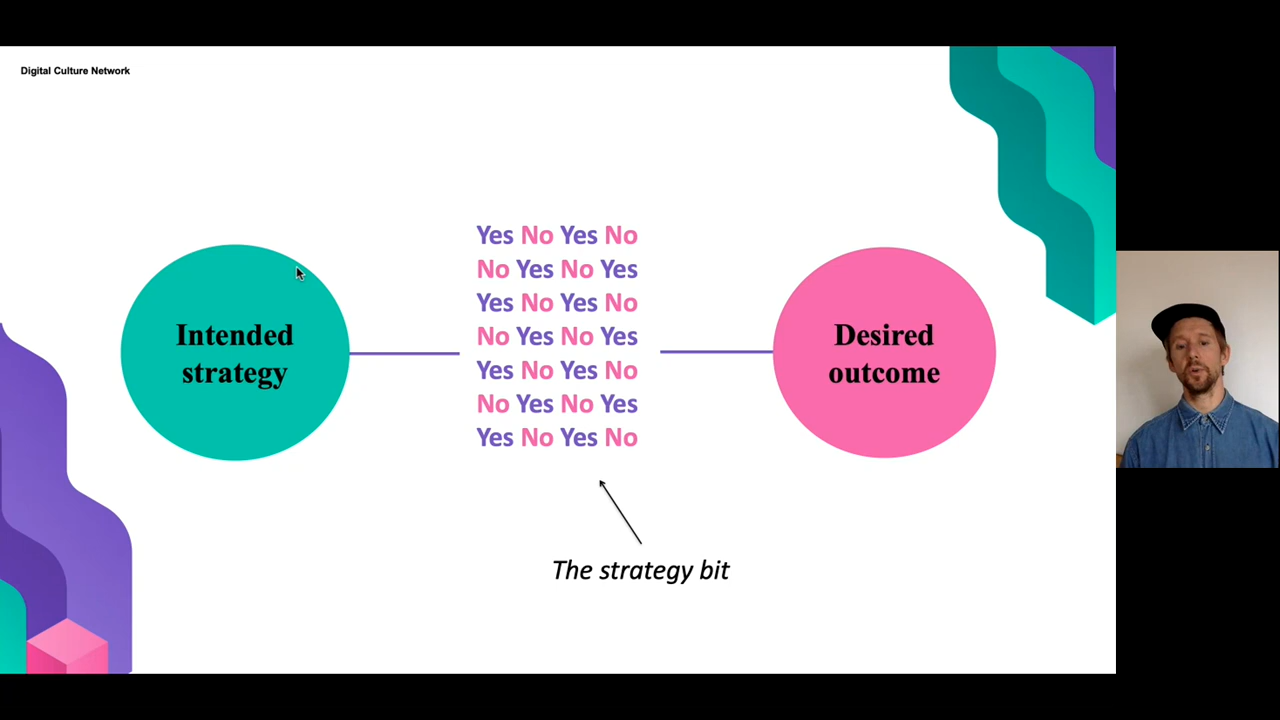 Digital Culture Network
Intended
strategy
Yes No Yes No
No Yes No Yes
Yes No Yes No
No Yes No Yes
Yes No Yes No
No Yes No Yes
Yes No Yes No
Desired
outcome
The strategy bit